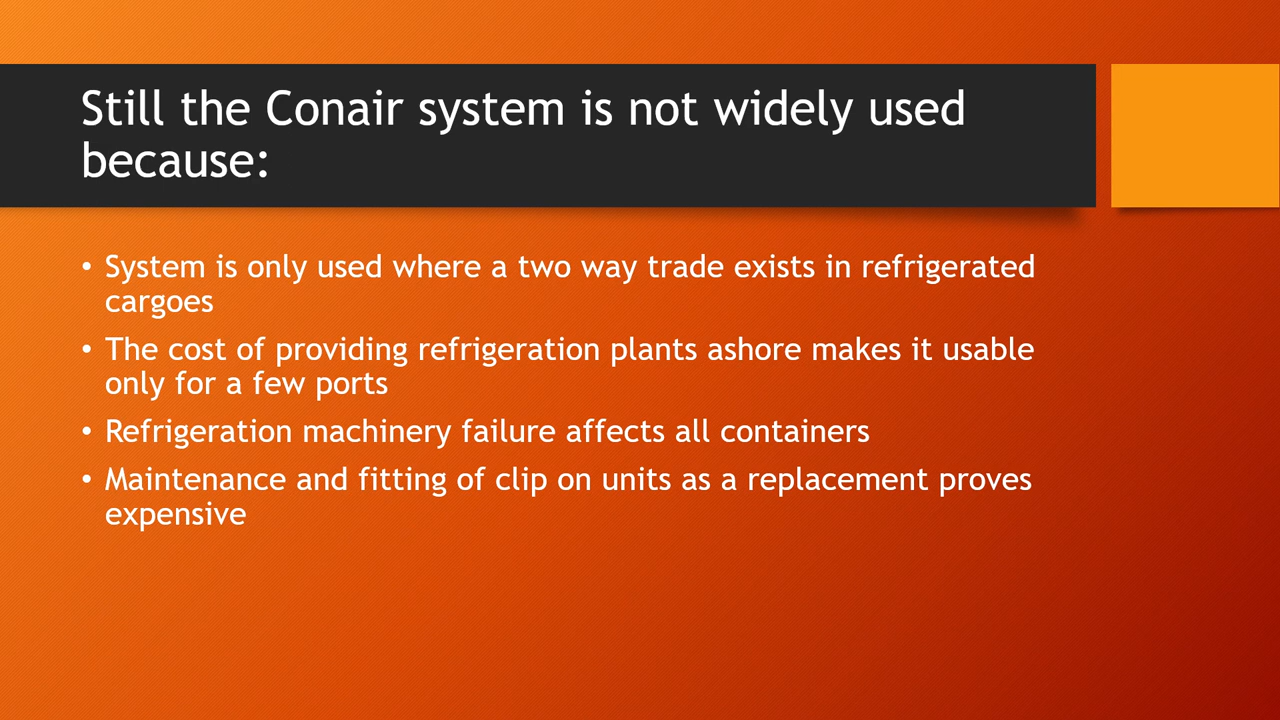 Still the Conair system is not widely used
because:
• System is only used where a two way trade exists in refrigerated
cargoes
• The cost of providing refrigeration plants ashore makes it usable
only for a few ports
• Refrigeration machinery failure affects all containers
• Maintenance and fitting of clip on units as a replacement proves
expensive